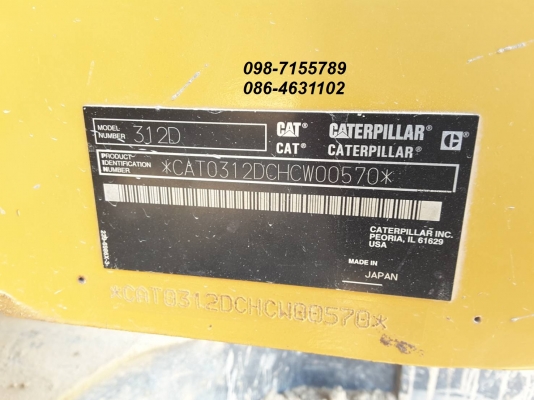 098-7155789
086-4631102
MODEL NUMBER 312D
CAT® CATERPILLAR®
CAT® CATERPILLAR®
PRODUCT IDENTIFICATION NUMBER *CAT0312DCHCW00570*
CATERPILLAR INC.
PEORIA, IL 61629
USA
MADE IN
JAPAN
*CAT0312DCHCW00570*